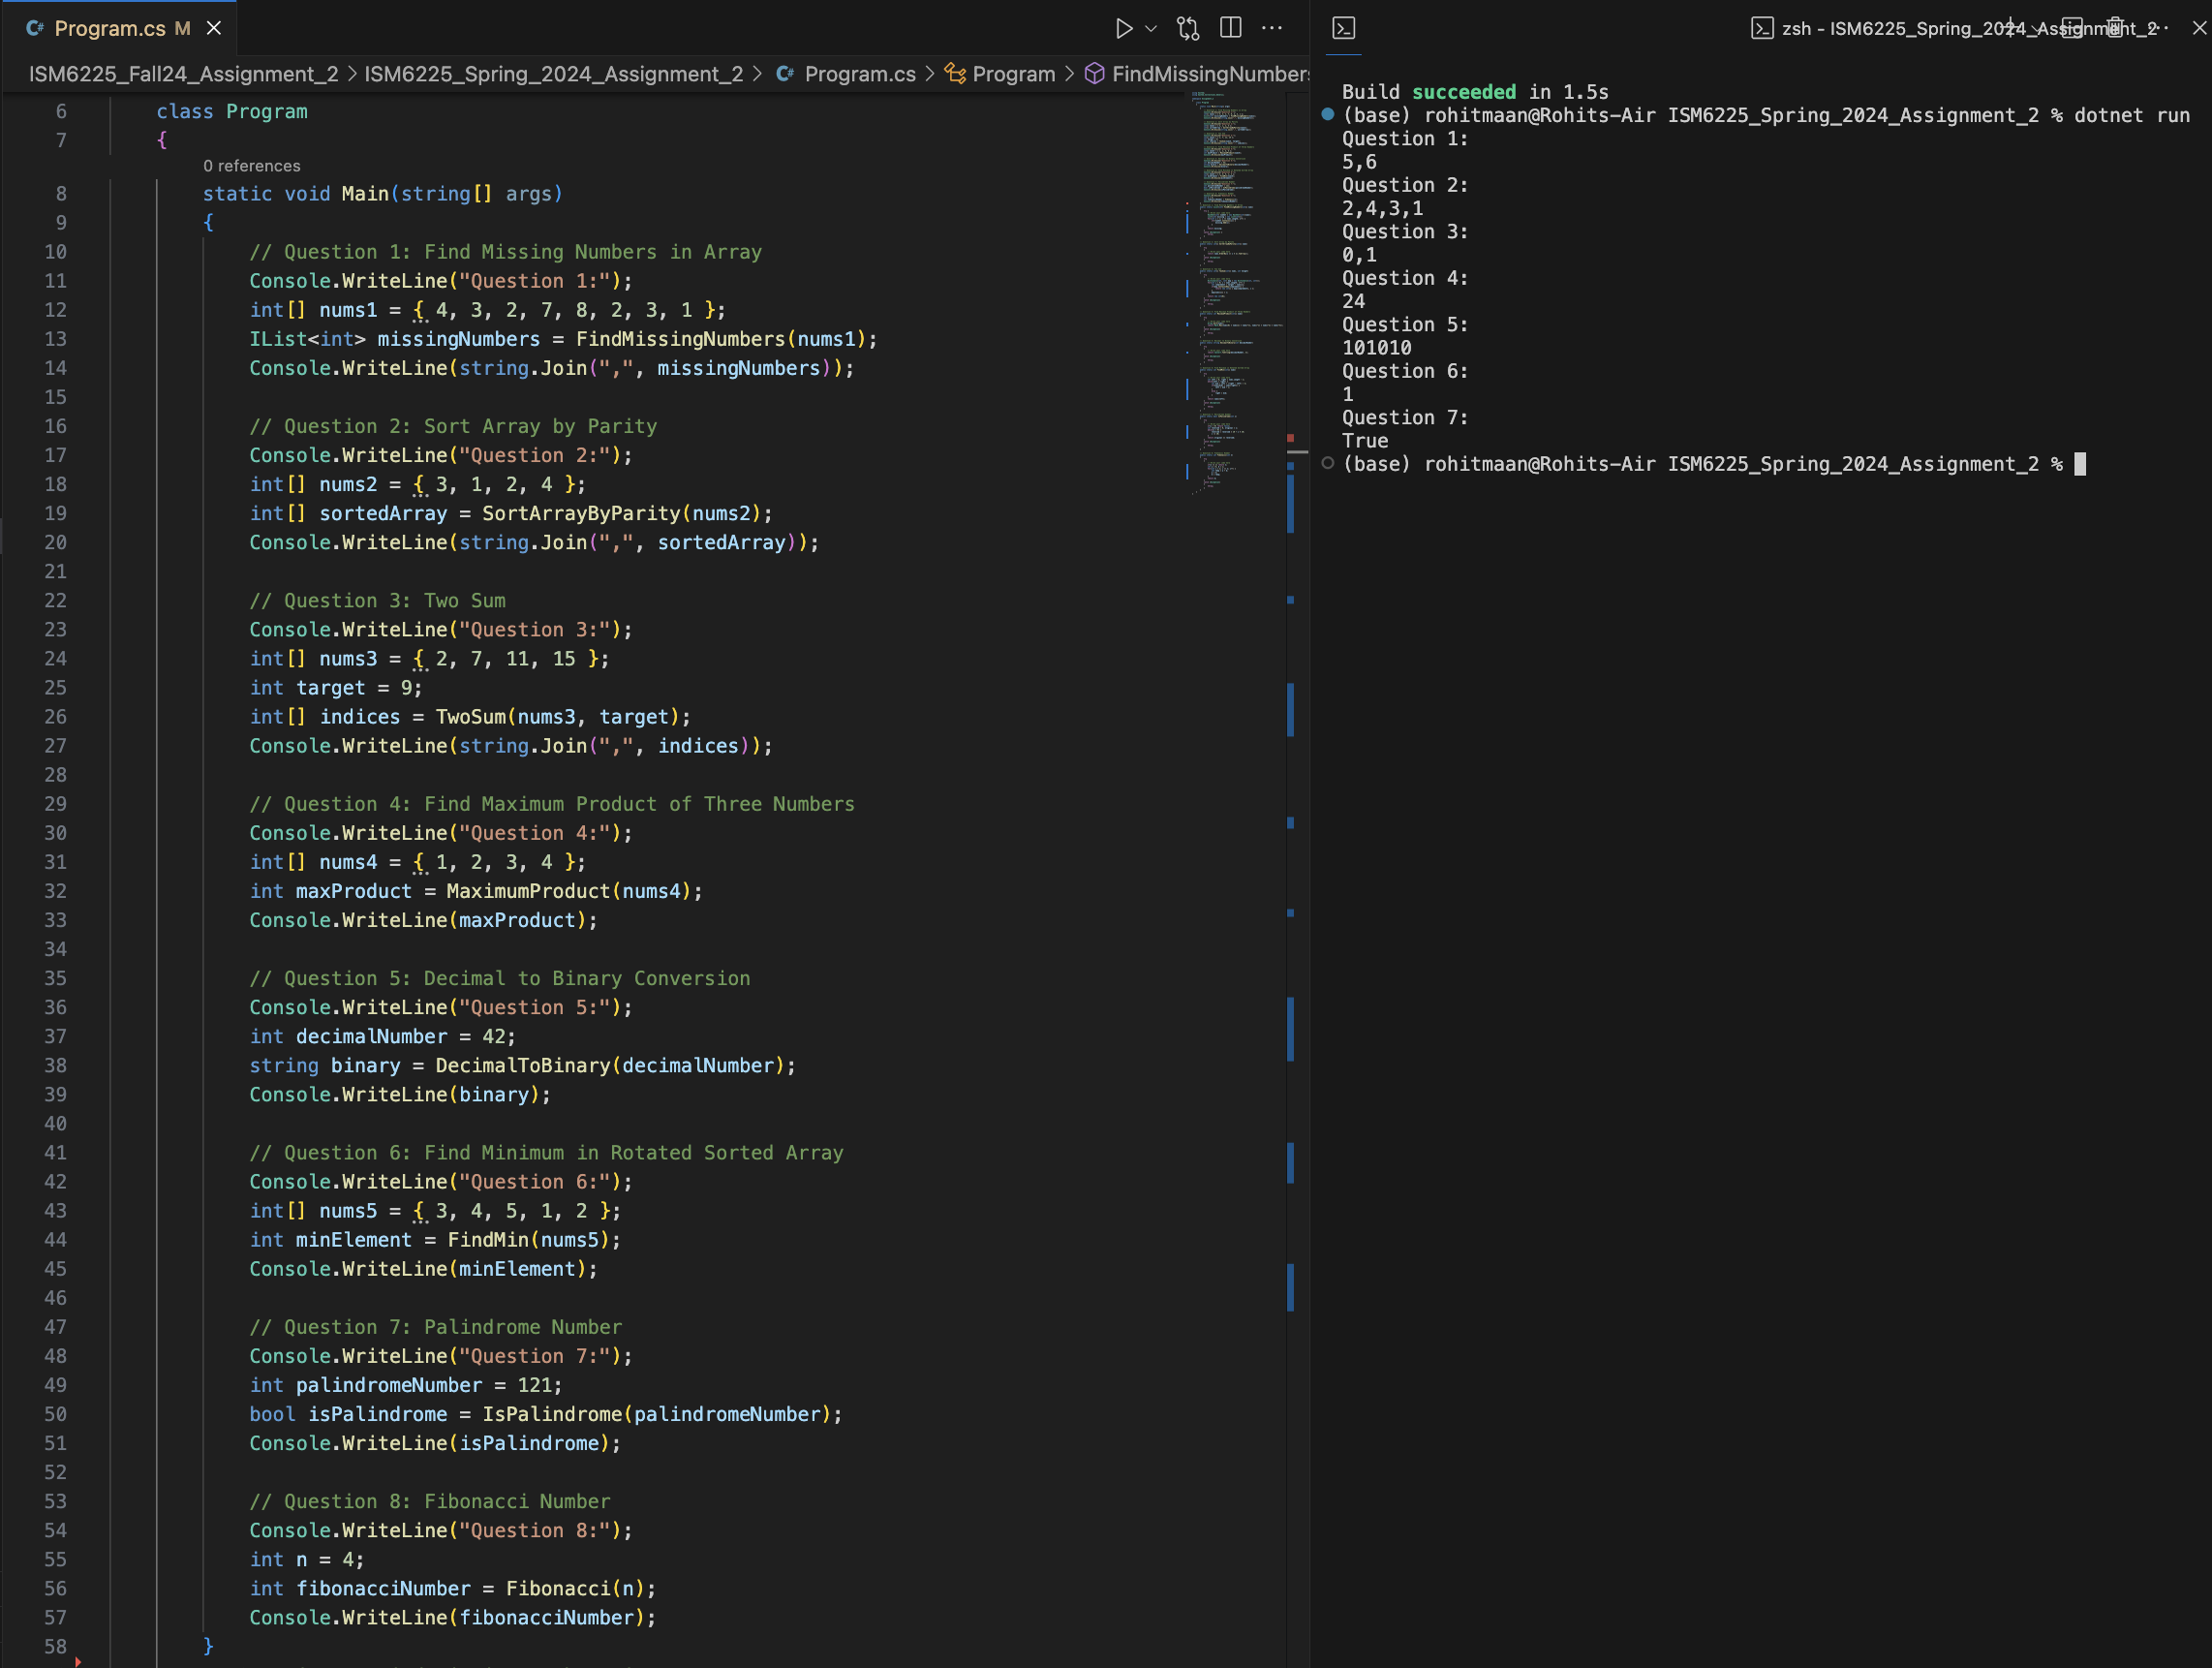 Program.cs M
ISM6225_Fall24_Assignment_2 > ISM6225_Spring_2024_Assignment_2 > Program.cs > Program > FindMissingNumber
6 class Program
7 {
0 references
8 static void Main(string[] args)
9 {
10 // Question 1: Find Missing Numbers in Array
11 Console.WriteLine("Question 1:");
12 int[] nums1 = { 4, 3, 2, 7, 8, 2, 3, 1 };
13 IList<int> missingNumbers = FindMissingNumbers(nums1);
14 Console.WriteLine(string.Join(",", missingNumbers));
15
16 // Question 2: Sort Array by Parity
17 Console.WriteLine("Question 2:");
18 int[] nums2 = { 3, 1, 2, 4 };
19 int[] sortedArray = SortArrayByParity(nums2);
20 Console.WriteLine(string.Join(",", sortedArray));
21
22 // Question 3: Two Sum
23 Console.WriteLine("Question 3:");
24 int[] nums3 = { 2, 7, 11, 15 };
25 int target = 9;
26 int[] indices = TwoSum(nums3, target);
27 Console.WriteLine(string.Join(",", indices));
28
29 // Question 4: Find Maximum Product of Three Numbers
30 Console.WriteLine("Question 4:");
31 int[] nums4 = { 1, 2, 3, 4 };
32 int maxProduct = MaximumProduct(nums4);
33 Console.WriteLine(maxProduct);
34
35 // Question 5: Decimal to Binary Conversion
36 Console.WriteLine("Question 5:");
37 int decimalNumber = 42;
38 string binary = DecimalToBinary(decimalNumber);
39 Console.WriteLine(binary);
40
41 // Question 6: Find Minimum in Rotated Sorted Array
42 Console.WriteLine("Question 6:");
43 int[] nums5 = { 3, 4, 5, 1, 2 };
44 int minElement = FindMin(nums5);
45 Console.WriteLine(minElement);
46
47 // Question 7: Palindrome Number
48 Console.WriteLine("Question 7:");
49 int palindromeNumber = 121;
50 bool isPalindrome = IsPalindrome(palindromeNumber);
51 Console.WriteLine(isPalindrome);
52
53 // Question 8: Fibonacci Number
54 Console.WriteLine("Question 8:");
55 int n = 4;
56 int fibonacciNumber = Fibonacci(n);
57 Console.WriteLine(fibonacciNumber);
58 }
zsh - ISM6225_Spring_2024_Assignment_2
Build succeeded in 1.5s
(base) rohitmaan@Rohits-Air ISM6225_Spring_2024_Assignment_2 % dotnet run
Question 1:
5,6
Question 2:
2,4,3,1
Question 3:
0,1
Question 4:
24
Question 5:
101010
Question 6:
1
Question 7:
True
(base) rohitmaan@Rohits-Air ISM6225_Spring_2024_Assignment_2 %